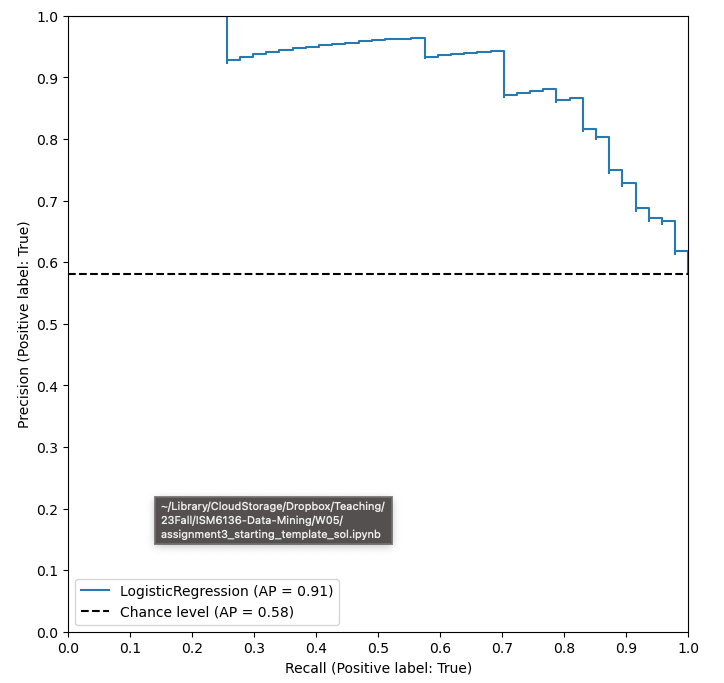 1.0
0.9
0.8
0.7
0.6
0.5
0.4
0.3
0.2
0.1
0.0
Precision (Positive label: True)
~/Library/CloudStorage/Dropbox/Teaching/
23Fall/ISM6136-Data-Mining/W05/
assignment3_starting_template_sol.ipynb
LogisticRegression (AP = 0.91)
Chance level (AP = 0.58)
0.0 0.1 0.2 0.3 0.4 0.5 0.6 0.7 0.8 0.9 1.0
Recall (Positive label: True)